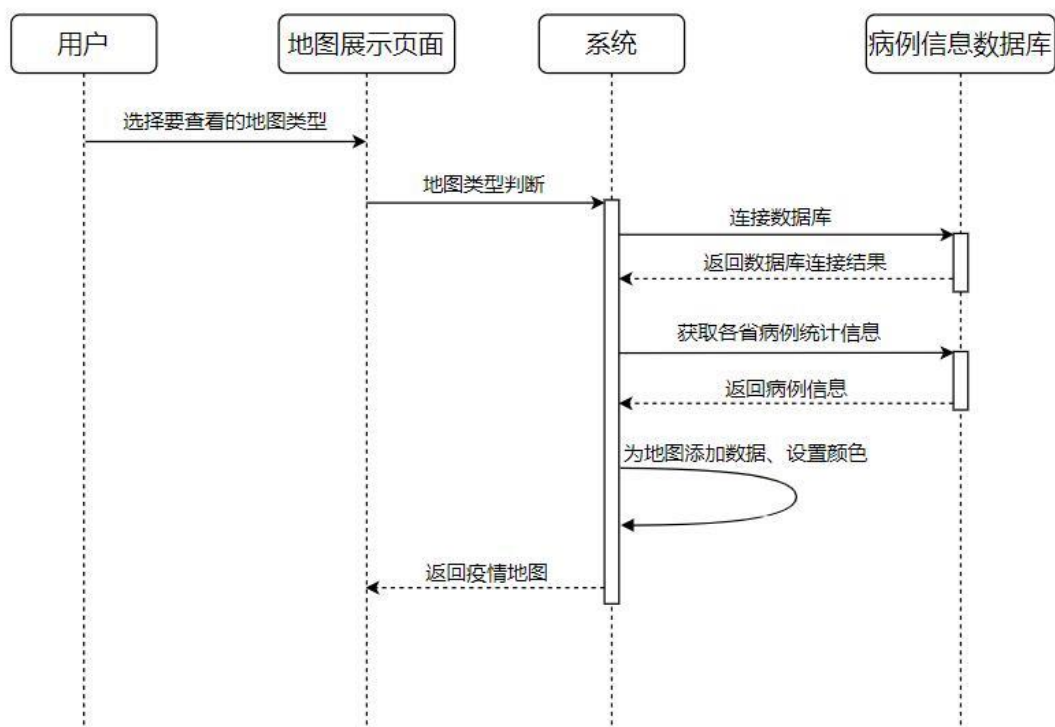 用户
地图展示页面
系统
病例信息数据库
选择要查看的地图类型
地图类型判断
连接数据库
返回数据库连接结果
获取各省病例统计信息
返回病例信息
为地图添加数据、设置颜色
返回疫情地图